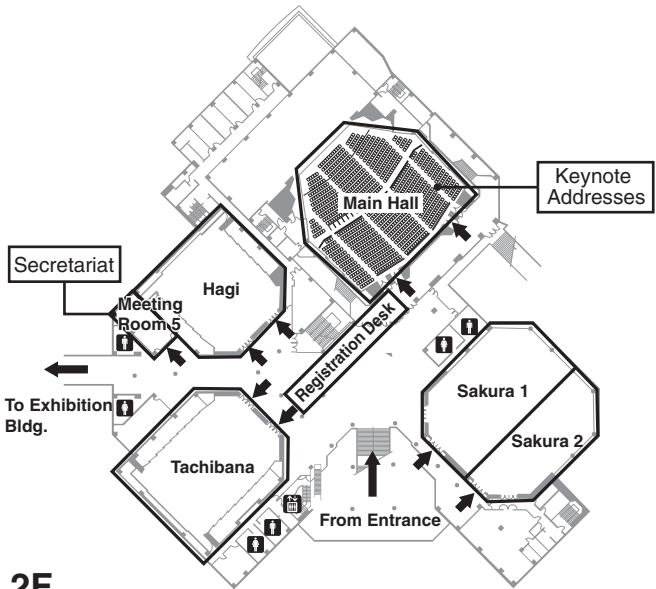 Keynote
Addresses
Main Hall
Secretariat
Hagi
Meeting
Room 5
Registration Desk
Sakura 1
To Exhibition
Bldg.
Sakura 2
Tachibana
From Entrance
2F